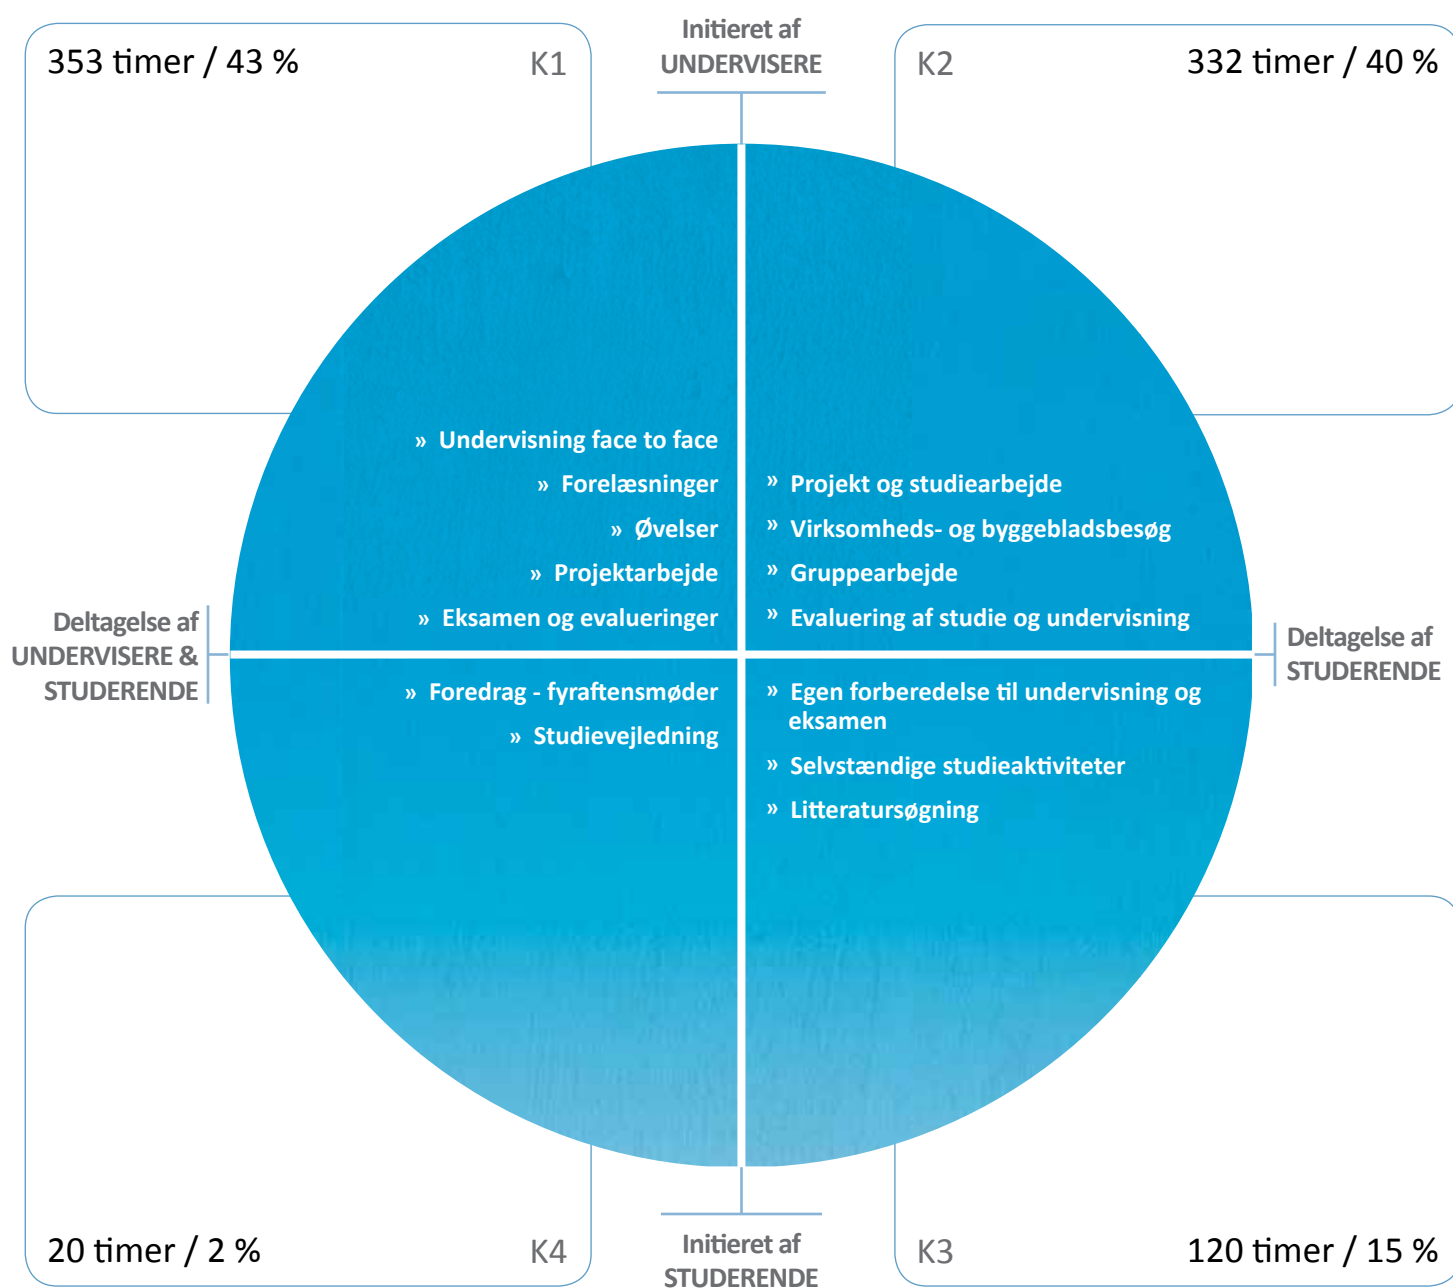 353 timer / 43 %
K1
Initieret af
UNDERVISERE
K2
332 timer / 40 %
» Undervisning face to face
» Forelæsninger
» Øvelser
» Projektarbejde
» Eksamen og evalueringer
» Projekt og studiearbejde
» Virksomheds- og byggebladsbesøg
» Gruppearbejde
» Evaluering af studie og undervisning
Deltagelse af
UNDERVISERE &
STUDERENDE
Deltagelse af
STUDERENDE
» Foredrag - fyraftensmøder
» Studievejledning
» Egen forberedelse til undervisning og
eksamen
» Selvstændige studieaktiviteter
» Litteratursøgning
20 timer / 2 %
K4
Initieret af
STUDERENDE
K3
120 timer / 15 %